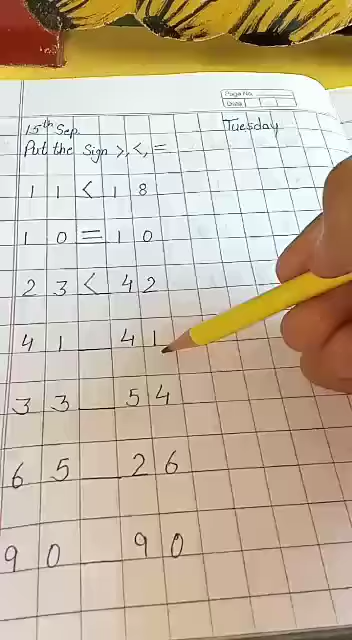 Page No.
Date
15th Sep. Tuesday
Put the Sign >, <, =
11 < 18
10 = 10
23 < 42
41 __ 41
33 __ 54
65 __ 26
90 __ 90